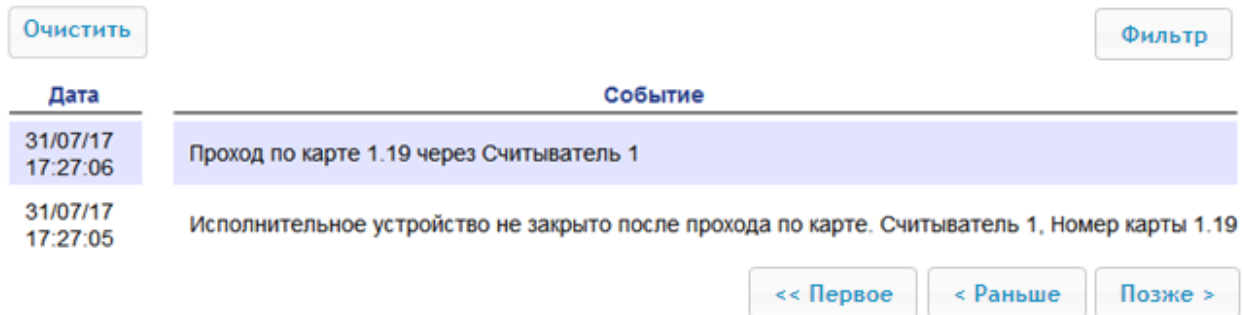 Очистить
Фильтр
Дата Событие
31/07/17
17:27:06
Проход по карте 1.19 через Считыватель 1
31/07/17
17:27:05
Исполнительное устройство не закрыто после прохода по карте. Считыватель 1, Номер карты 1.19
<< Первое < Раньше Позже >